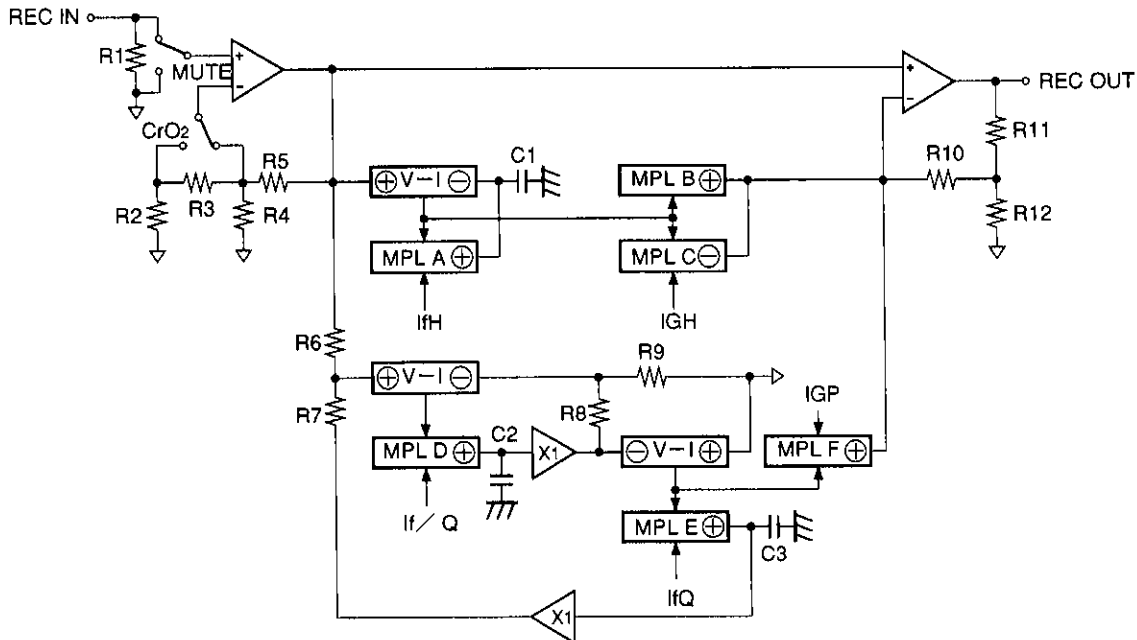 REC IN
R1
MUTE
+
−
+
−
REC OUT
CrO2
R2
R3
R4
R5
C1
⊕ V−I ⊖
MPL A ⊕
IfH
MPL B ⊕
MPL C ⊖
IGH
R10
R11
R12
R6
R7
⊕ V−I ⊖
R9
R8
MPL D ⊕
C2
X1
⊖ V−I ⊕
IGP
MPL F ⊕
If／Q
MPL E ⊕
C3
IfQ
X1